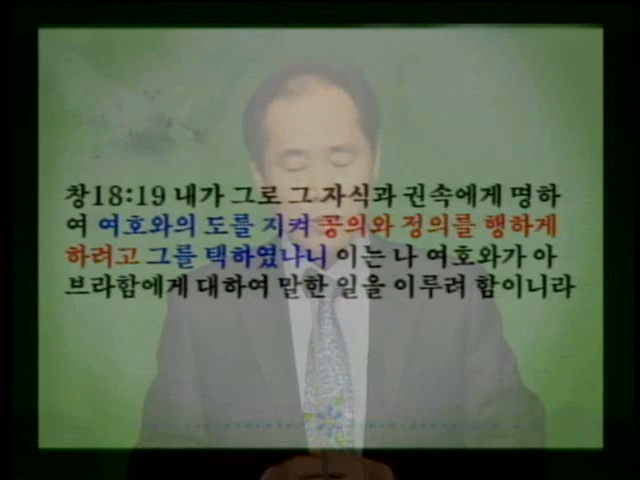 창18:19 내가 그로 그 자식과 권속에게 명하
여 여호와의 도를 지켜 공의와 정의를 행하게
하려고 그를 택하였나니 이는 나 여호와가 아
브라함에게 대하여 말한 일을 이루려 함이니라